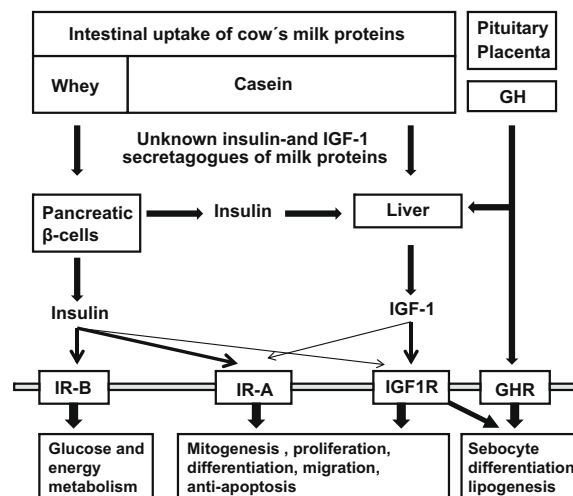 Intestinal uptake of cow´s milk proteins
Pituitary
Placenta
Whey
Casein
GH
Unknown insulin-and IGF-1
secretagogues of milk proteins
Pancreatic
β-cells
Insulin
Liver
Insulin
IGF-1
IR-B
IR-A
IGF1R
GHR
Glucose and
energy
metabolism
Mitogenesis , proliferation,
differentiation, migration,
anti-apoptosis
Sebocyte
differentiation
lipogenesis